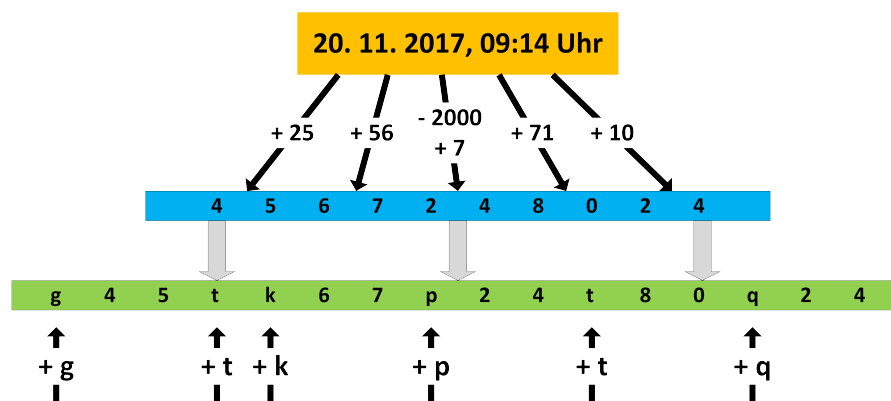 20. 11. 2017, 09:14 Uhr
+ 25 + 56 - 2000 + 7 + 71 + 10
4 5 6 7 2 4 8 0 2 4
g 4 5 t k 6 7 p 2 4 t 8 0 q 2 4
+ g + t + k + p + t + q